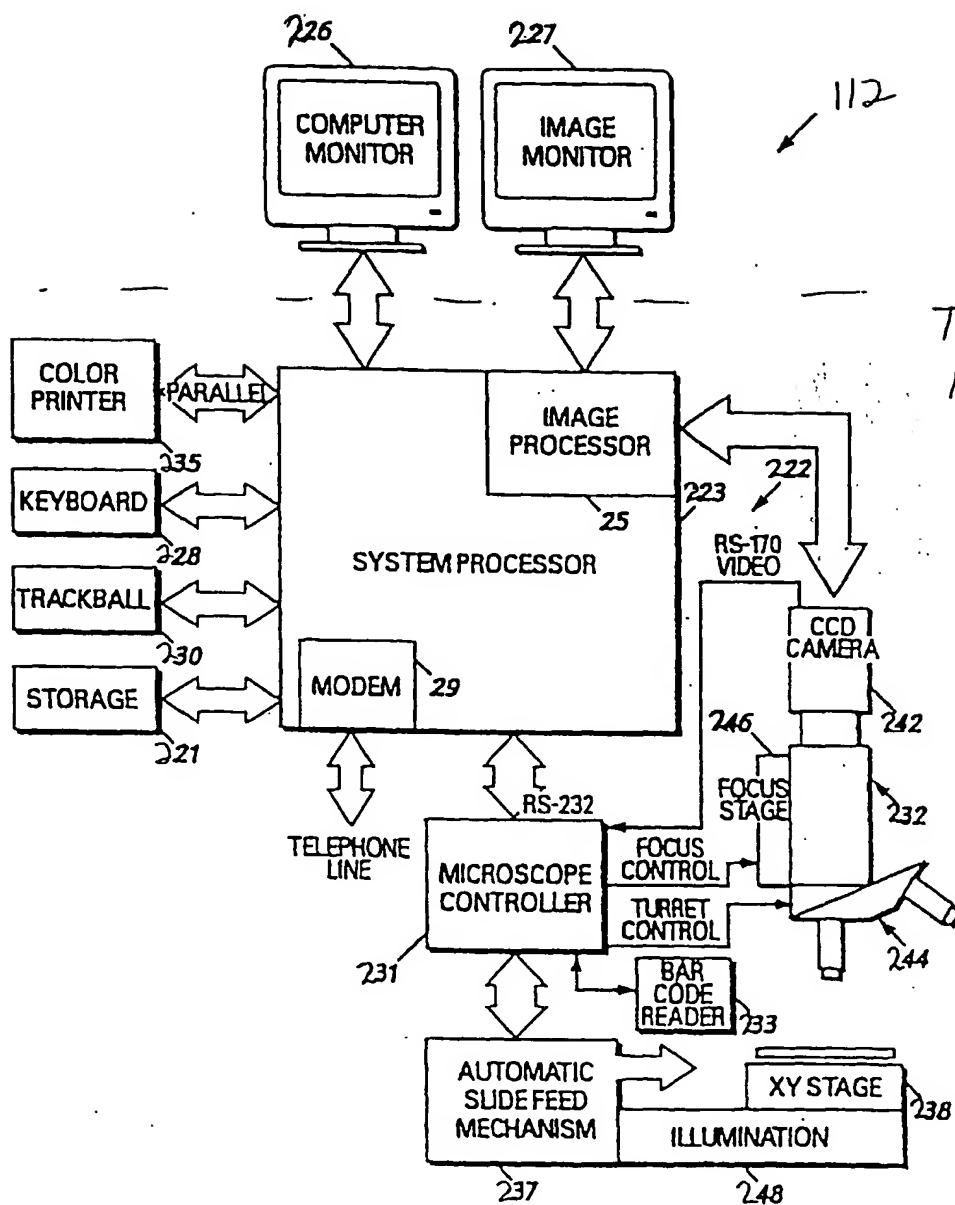 226
227
112
COMPUTER
MONITOR
IMAGE
MONITOR
COLOR
PRINTER
PARALLEL
235
IMAGE
PROCESSOR
25
223
222
KEYBOARD
228
SYSTEM PROCESSOR
RS-170
VIDEO
TRACKBALL
230
CCD
CAMERA
242
STORAGE
221
MODEM
29
246
FOCUS
STAGE
232
TELEPHONE
LINE
RS-232
MICROSCOPE
CONTROLLER
231
FOCUS
CONTROL
TURRET
CONTROL
244
BAR
CODE
READER
233
AUTOMATIC
SLIDE FEED
MECHANISM
237
XY STAGE
238
ILLUMINATION
248